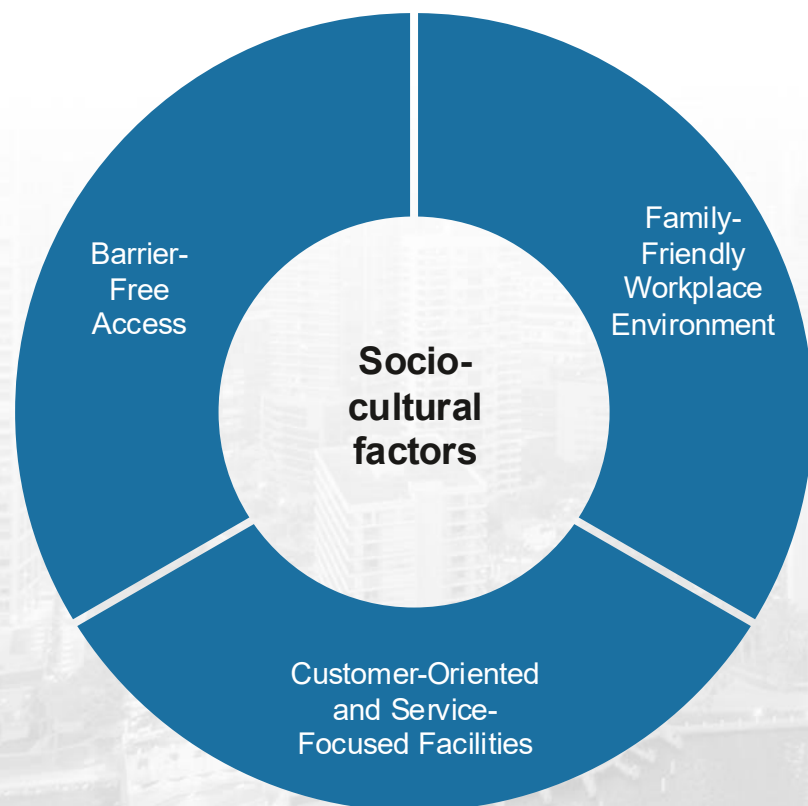 Barrier-
Free
Access
Family-
Friendly
Workplace
Environment
Socio-
cultural
factors
Customer-Oriented
and Service-
Focused Facilities